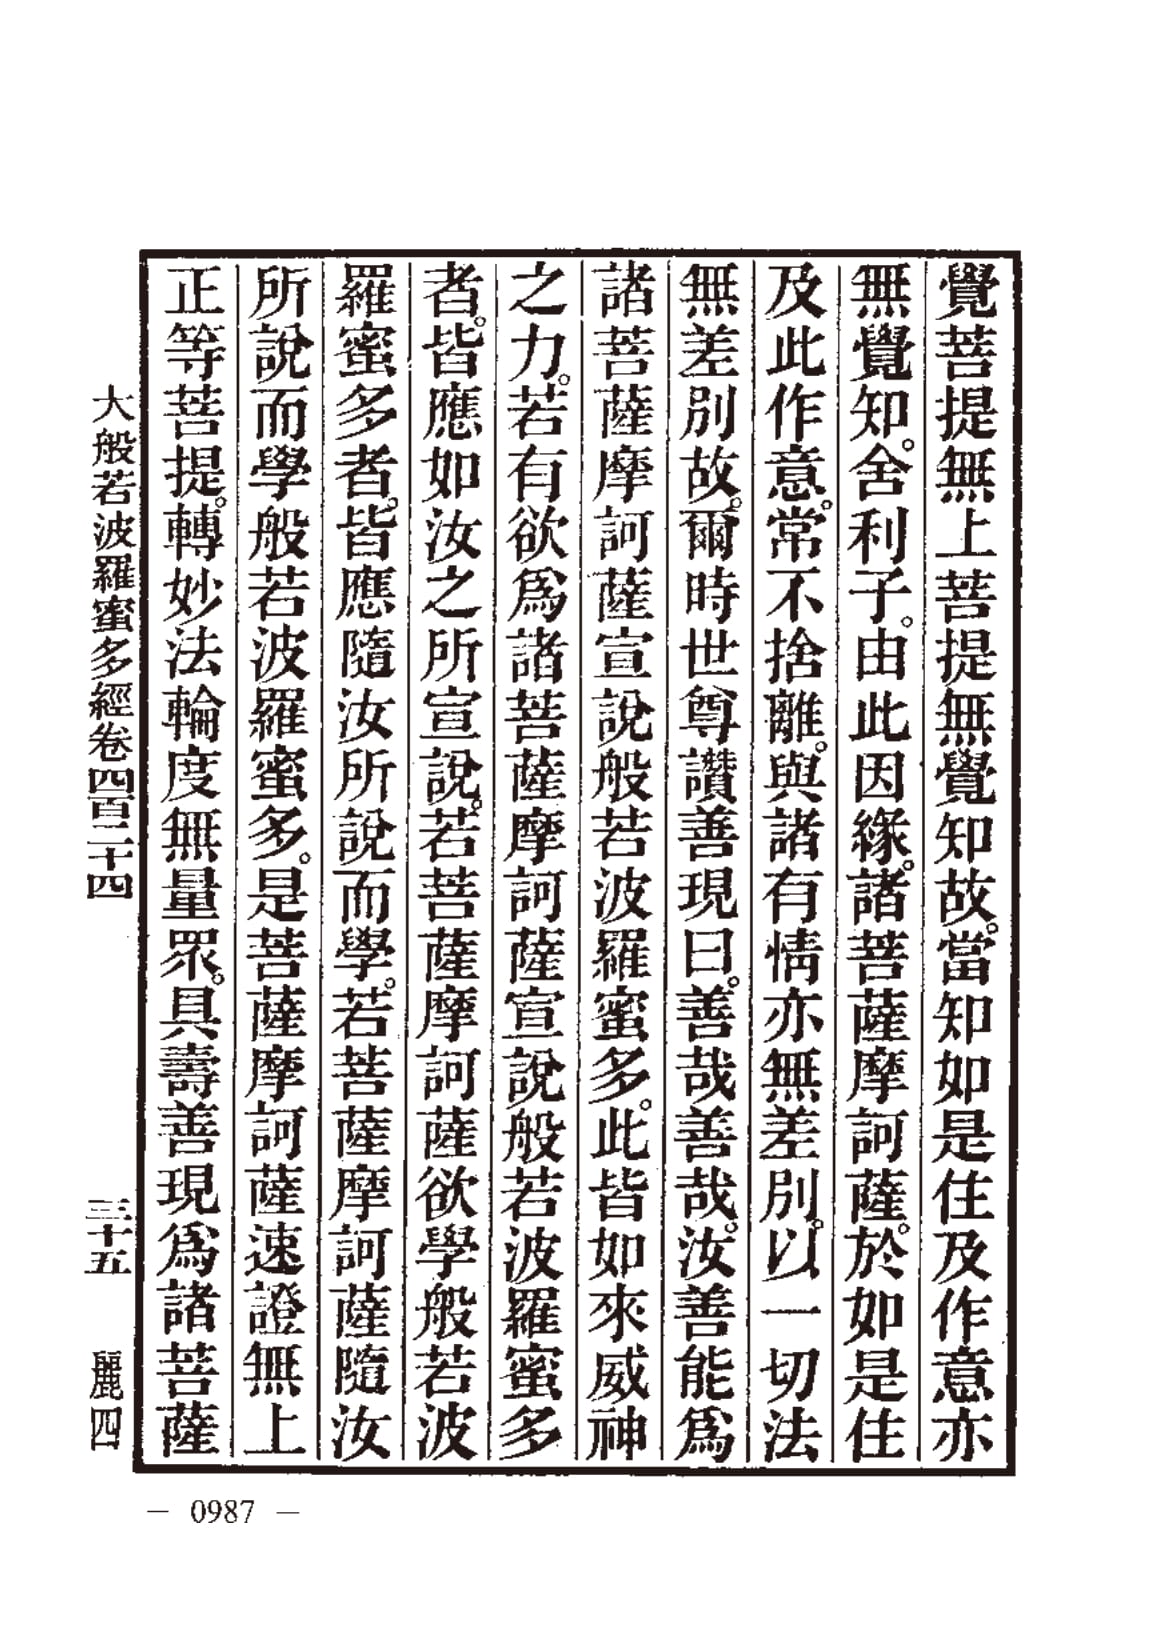 覺菩提無上菩提無覺知故。當知如是住及作意亦
無覺知。舍利子。由此因緣。諸菩薩摩訶薩。於如是住
及此作意。常不捨離。與諸有情亦無差別。以一切法
無差別故。爾時世尊讚善現曰。善哉善哉。汝善能爲
諸菩薩摩訶薩宣說般若波羅蜜多。此皆如來威神
之力。若有欲爲諸菩薩摩訶薩宣說般若波羅蜜多
者。皆應如汝之所宣說。若菩薩摩訶薩欲學般若波
羅蜜多者。皆應隨汝所說而學。若菩薩摩訶薩隨汝
所說而學般若波羅蜜多。是菩薩摩訶薩速證無上
正等菩提。轉妙法輪度無量眾。具壽善現爲諸菩薩
大般若波羅蜜多經卷四百二十四 三十五 麗四
— 0987 —